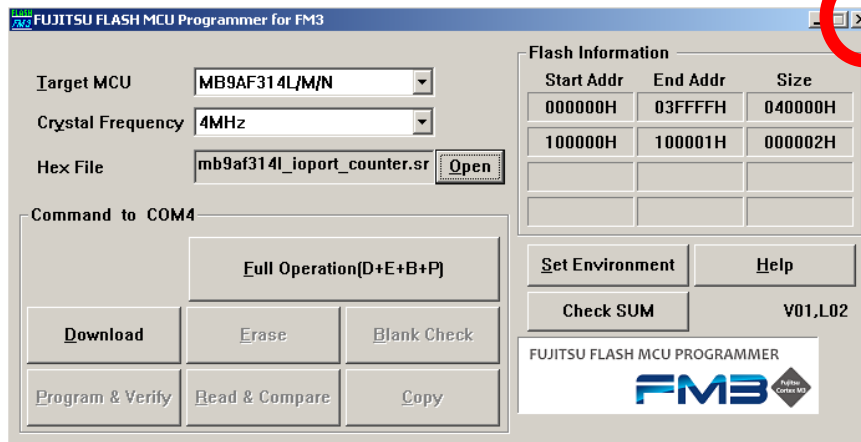 FLASH
FM3
FUJITSU FLASH MCU Programmer for FM3
Target MCU
MB9AF314L/M/N
Crystal Frequency
4MHz
Hex File
mb9af314l_ioport_counter.sr
Open
Command to COM4
Full Operation(D+E+B+P)
Download
Erase
Blank Check
Program & Verify
Read & Compare
Copy
Flash Information
Start Addr End Addr Size
000000H 03FFFFH 040000H
100000H 100001H 000002H
Set Environment
Help
Check SUM
V01,L02
FUJITSU FLASH MCU PROGRAMMER
FM3
Fujitsu
Cortex M3